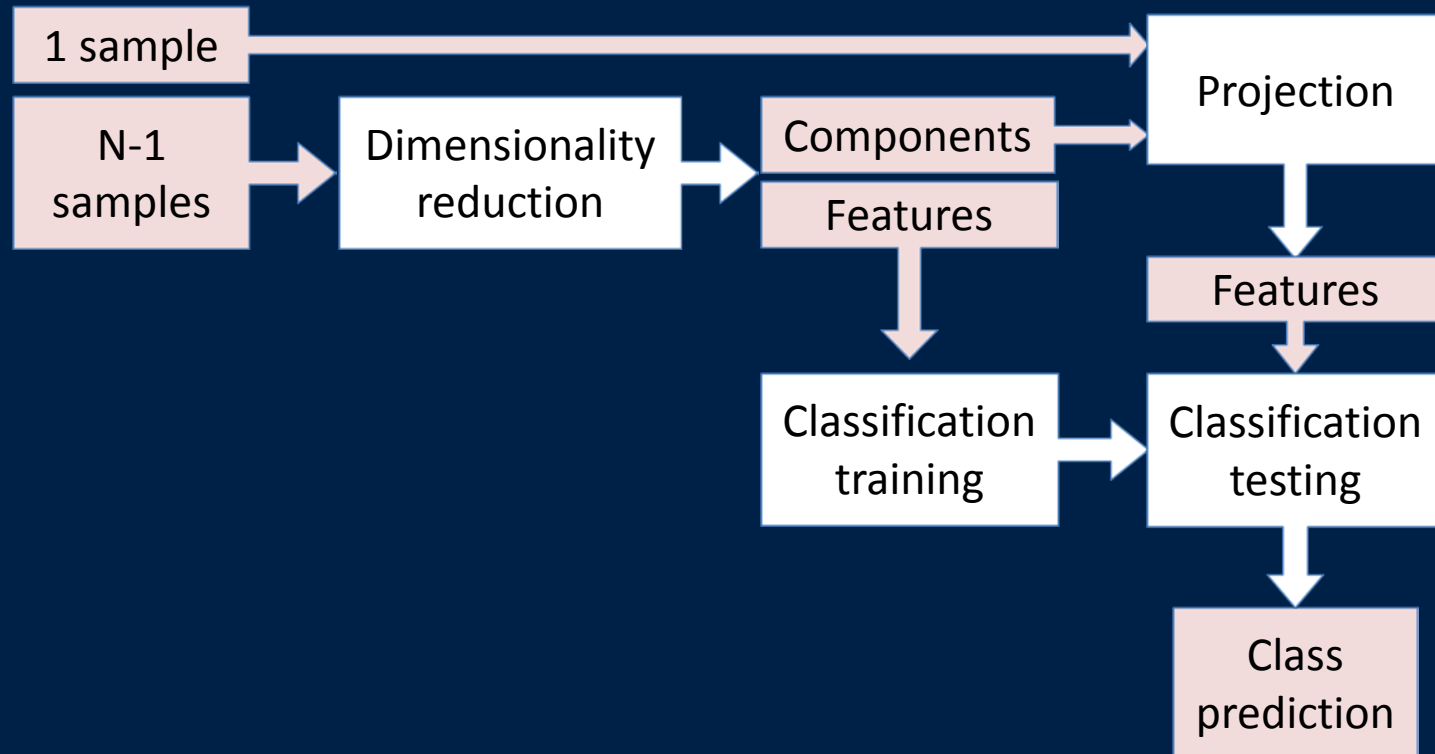 1 sample
N-1
samples
Dimensionality
reduction
Components
Features
Projection
Features
Classification
training
Classification
testing
Class
prediction